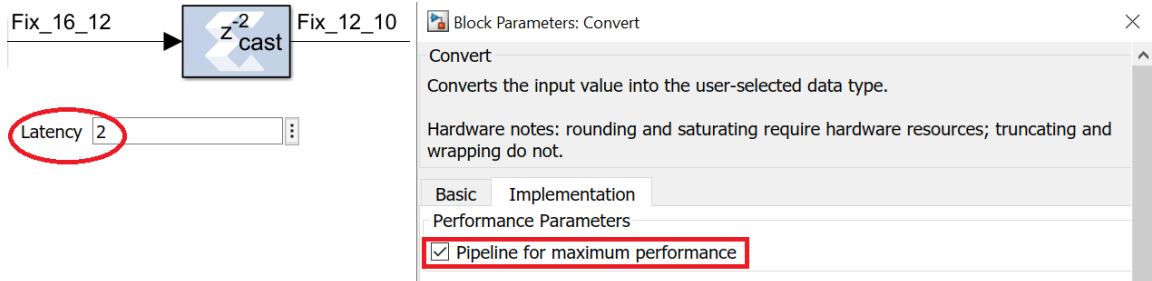 Fix_16_12
z-2
cast
Fix_12_10
Latency 2
Block Parameters: Convert
Convert
Converts the input value into the user-selected data type.
Hardware notes: rounding and saturating require hardware resources; truncating and
wrapping do not.
Basic Implementation
Performance Parameters
Pipeline for maximum performance